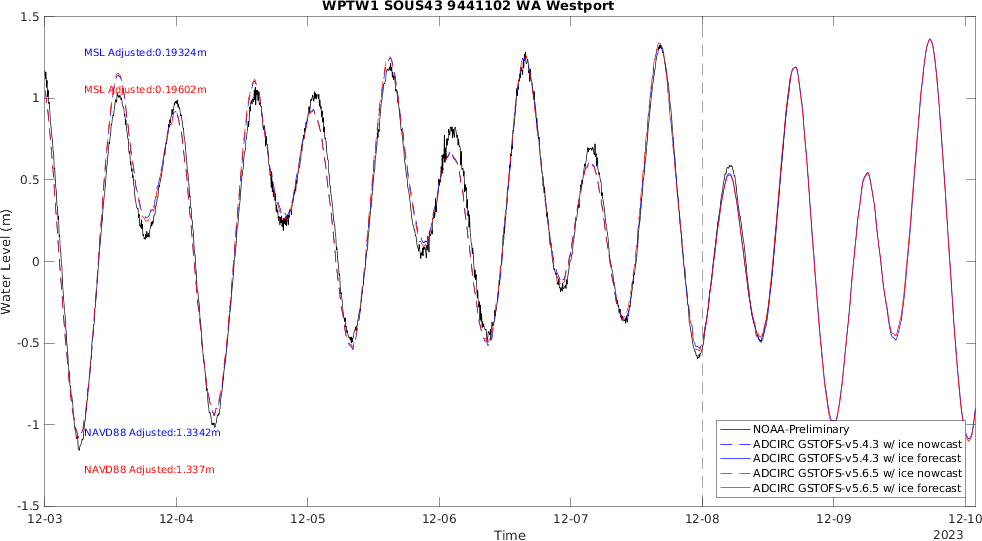 WPTW1 SOUS43 9441102 WA Westport
1.5
1
0.5
0
-0.5
-1
-1.5
Water Level (m)
MSL Adjusted:0.19324m
MSL Adjusted:0.19602m
NAVD88 Adjusted:1.3342m
NAVD88 Adjusted:1.337m
NOAA-Preliminary
ADCIRC GSTOFS-v5.4.3 w/ ice nowcast
ADCIRC GSTOFS-v5.4.3 w/ ice forecast
ADCIRC GSTOFS-v5.6.5 w/ ice nowcast
ADCIRC GSTOFS-v5.6.5 w/ ice forecast
12-03 12-04 12-05 12-06 12-07 12-08 12-09 12-10
Time
2023